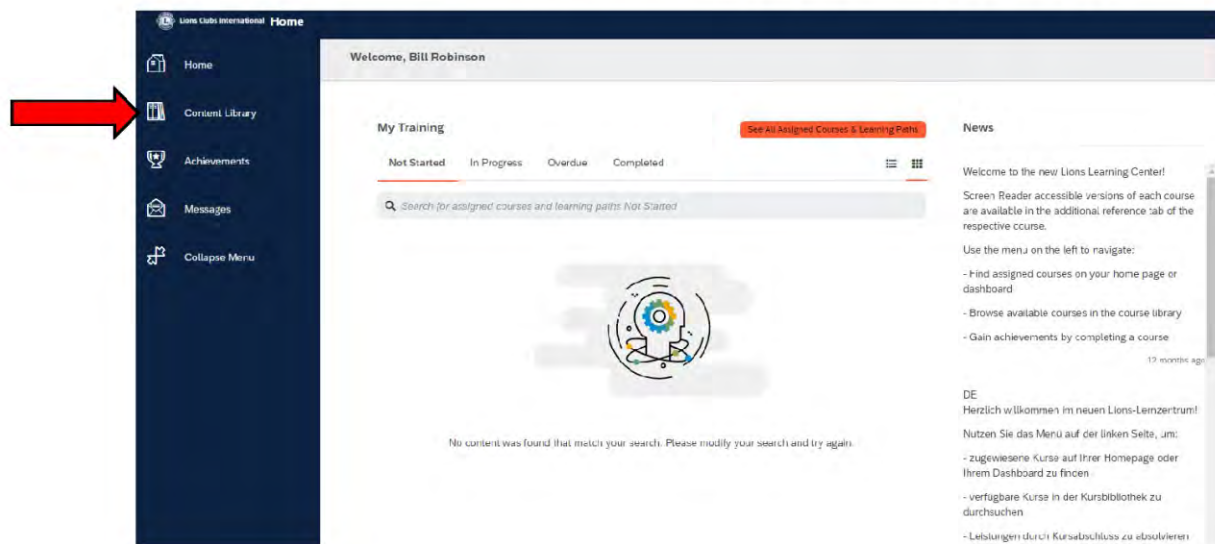 Lions Clubs International Home
Home
Content Library
Achievements
Messages
Collapse Menu
Welcome, Bill Robinson
My Training
See All Assigned Courses & Learning Paths
Not Started In Progress Overdue Completed
Search for assigned courses and learning paths Not Started
No content was found that match your search. Please modify your search and try again.
News
Welcome to the new Lions Learning Center!
Screen Reader accessible versions of each course
are available in the additional reference tab of the
respective course.
Use the menu on the left to navigate:
- Find assigned courses on your home page or
dashboard
- Browse available courses in the course library
- Gain achievements by completing a course
12 months ago
DE
Herzlich willkommen im neuen Lions-Lernzentrum!
Nutzen Sie das Menü auf der linken Seite, um:
- zugewiesene Kurse auf Ihrer Homepage oder
Ihrem Dashboard zu finden
- verfügbare Kurse in der Kursbibliothek zu
durchsuchen
- Leistungen durch Kursabschluss zu absolvieren